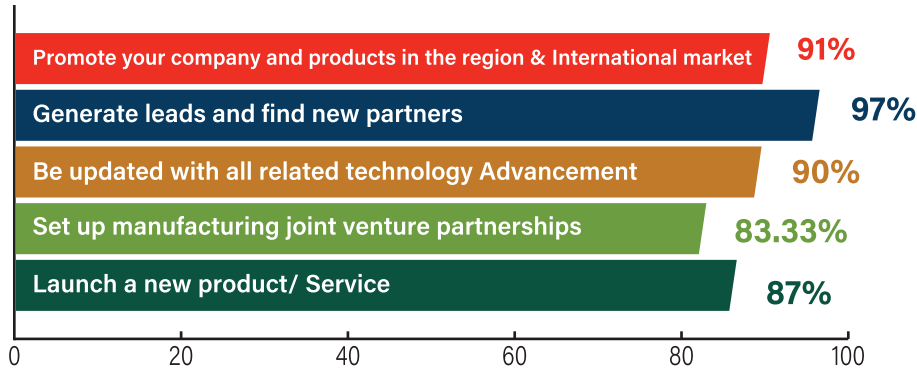 Promote your company and products in the region & International market 91%
Generate leads and find new partners 97%
Be updated with all related technology Advancement 90%
Set up manufacturing joint venture partnerships 83.33%
Launch a new product/ Service 87%
0 20 40 60 80 100